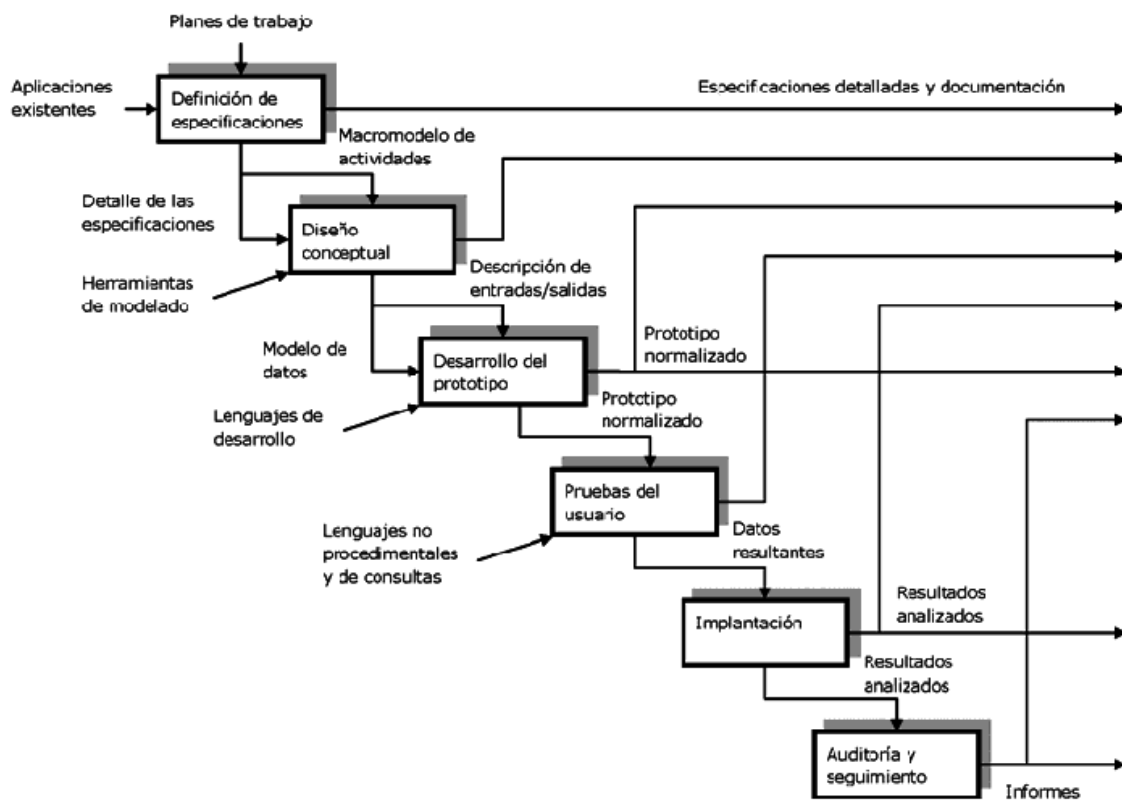 Planes de trabajo
Aplicaciones
existentes
Definición de
especificaciones
Especificaciones detalladas y documentación
Macromodelo de
actividades
Detalle de las
especificaciones
Diseño
conceptual
Herramientas
de modelado
Descripción de
entradas/salidas
Modelo de
datos
Desarrollo del
prototipo
Prototipo
normalizado
Lenguajes de
desarrollo
Prototipo
normalizado
Pruebas del
usuario
Lenguajes no
procedimentales
y de consultas
Datos
resultantes
Implantación
Resultados
analizados
Resultados
analizados
Auditoría y
seguimiento
Informes